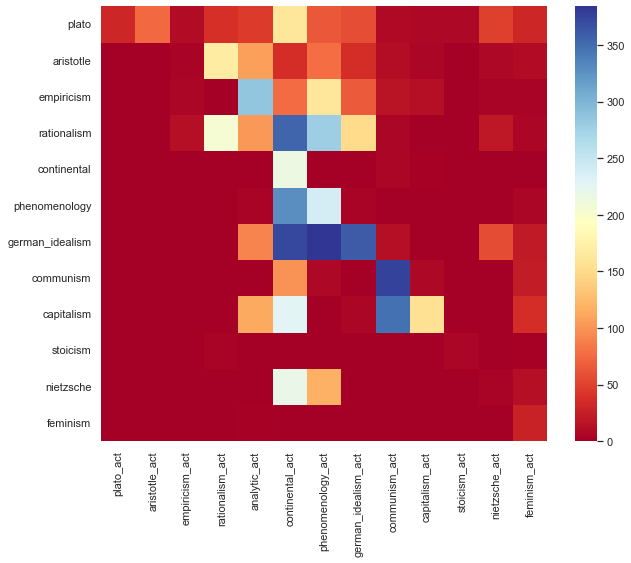 plato
aristotle
empiricism
rationalism
continental
phenomenology
german_idealism
communism
capitalism
stoicism
nietzsche
feminism
plato_act
aristotle_act
empiricism_act
rationalism_act
analytic_act
continental_act
phenomenology_act
german_idealism_act
communism_act
capitalism_act
stoicism_act
nietzsche_act
feminism_act
350
300
250
200
150
100
50
0